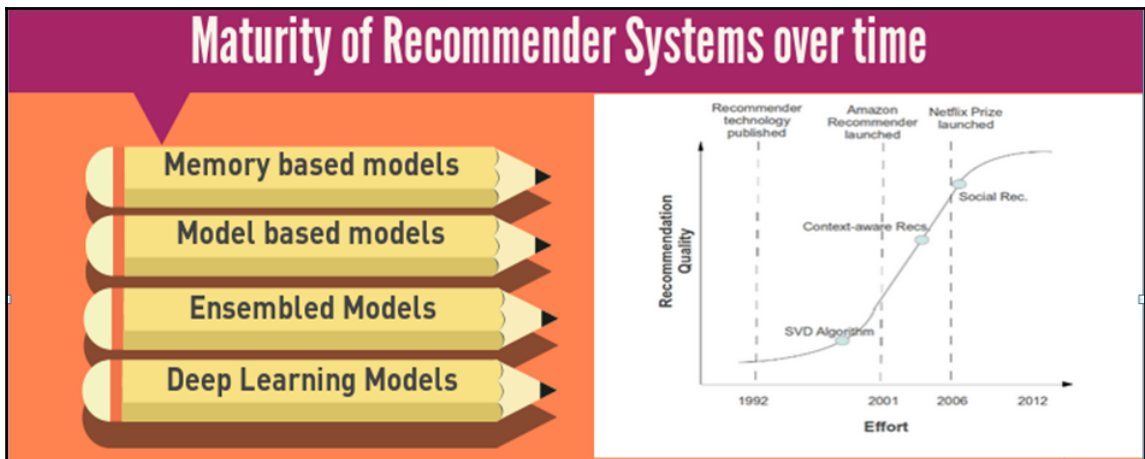 Maturity of Recommender Systems over time
Memory based models
Model based models
Ensembled Models
Deep Learning Models
Recommender
technology
published
Amazon
Recommender
launched
Netflix Prize
launched
Recommendation
Quality
Social Rec.
Context-aware Recs.
SVD Algorithm
1992
2001
2006
2012
Effort